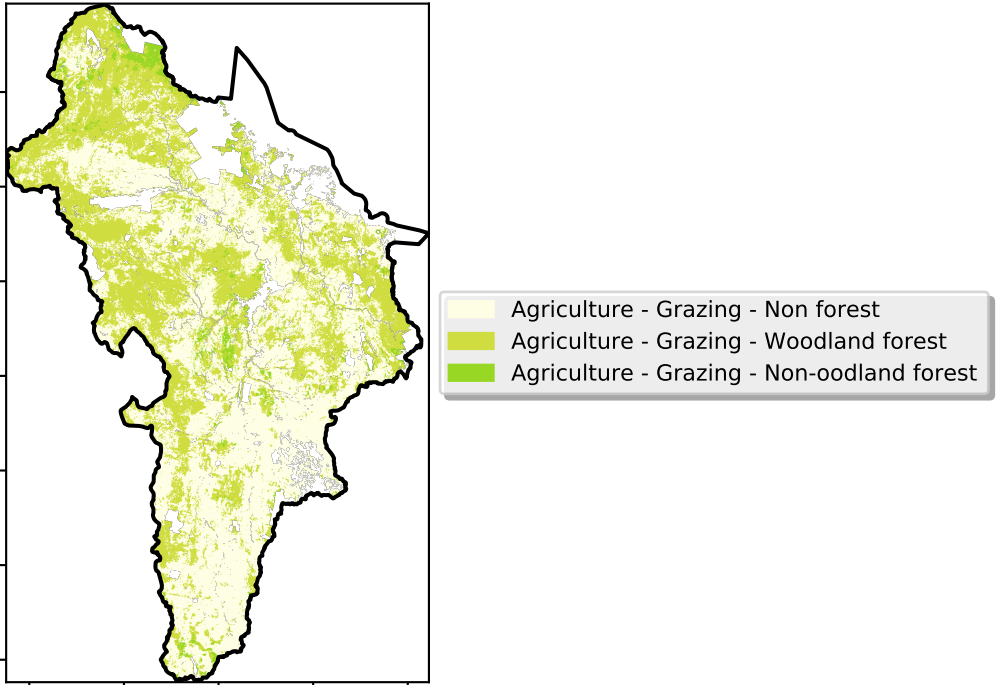 Agriculture - Grazing - Non forest
Agriculture - Grazing - Woodland forest
Agriculture - Grazing - Non-oodland forest